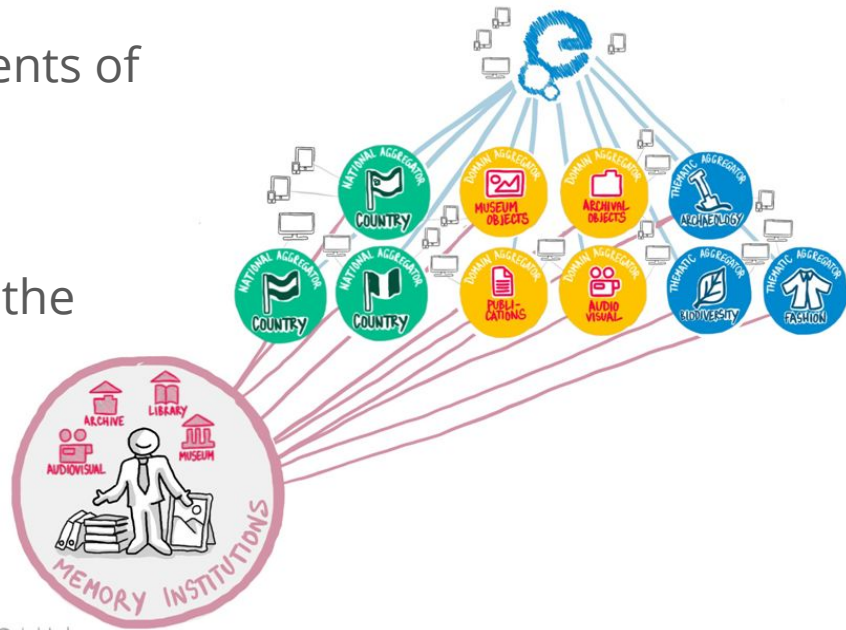 ents of
the
NATIONAL AGGREGATOR
COUNTRY
DOMAIN AGGREGATOR
MUSEUM
OBJECTS
DOMAIN AGGREGATOR
ARCHIVAL
OBJECTS
THEMATIC AGGREGATOR
ARCHAEOLOGY
NATIONAL AGGREGATOR
COUNTRY
NATIONAL AGGREGATOR
COUNTRY
DOMAIN AGGREGATOR
PUBLI-
CATIONS
DOMAIN AGGREGATOR
AUDIO
VISUAL
THEMATIC AGGREGATOR
BIODIVERSITY
THEMATIC AGGREGATOR
FASHION
ARCHIVE
LIBRARY
AUDIOVISUAL
MUSEUM
MEMORY INSTITUTIONS